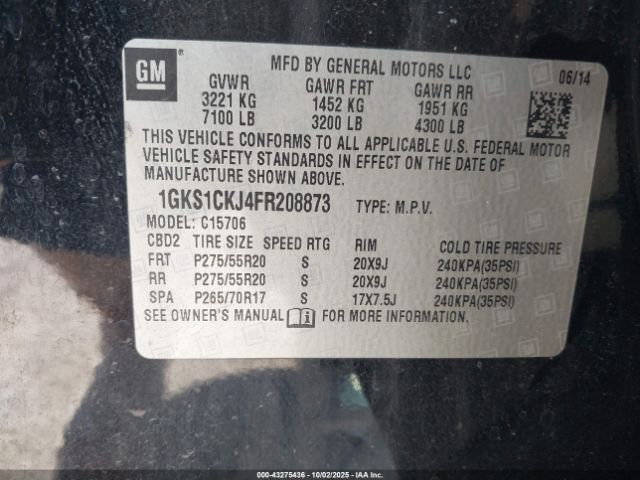 GM
MFD BY GENERAL MOTORS LLC
06/14
GVWR GAWR FRT GAWR RR
3221 KG 1452 KG 1951 KG
7100 LB 3200 LB 4300 LB
THIS VEHICLE CONFORMS TO ALL APPLICABLE U.S. FEDERAL MOTOR
VEHICLE SAFETY STANDARDS IN EFFECT ON THE DATE OF
MANUFACTURE SHOWN ABOVE.
1GKS1CKJ4FR208873 TYPE: M.P.V.
MODEL: C15706
CBD2 TIRE SIZE SPEED RTG RIM COLD TIRE PRESSURE
FRT P275/55R20 S 20X9J 240KPA(35PSI)
RR P275/55R20 S 20X9J 240KPA(35PSI)
SPA P265/70R17 S 17X7.5J 240KPA(35PSI)
SEE OWNER'S MANUAL FOR MORE INFORMATION.
000-43275436 - 10/02/2025 - IAAI.COM